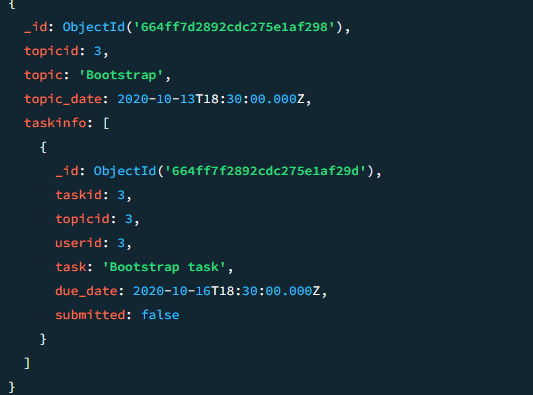 {
_id: ObjectId('664ff7d2892cdc275e1af298'),
topicid: 3,
topic: 'Bootstrap',
topic_date: 2020-10-13T18:30:00.000Z,
taskinfo: [
{
_id: ObjectId('664ff7f2892cdc275e1af29d'),
taskid: 3,
topicid: 3,
userid: 3,
task: 'Bootstrap task',
due_date: 2020-10-16T18:30:00.000Z,
submitted: false
}
]
}